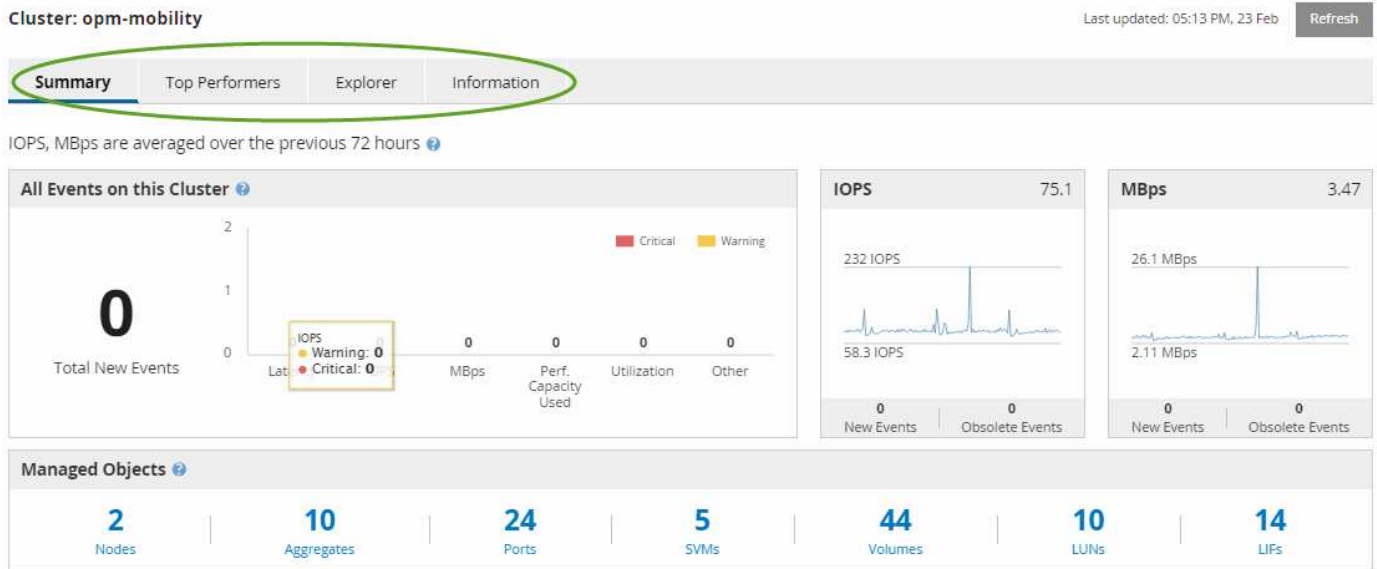 Cluster: opm-mobility
Last updated: 05:13 PM, 23 Feb
Refresh
Summary
Top Performers
Explorer
Information
IOPS, MBps are averaged over the previous 72 hours
All Events on this Cluster
0
Total New Events
2
1
0
Critical
Warning
IOPS
Warning: 0
Critical: 0
0
0
0
0
MBps
Perf.
Capacity
Used
Utilization
Other
IOPS
75.1
232 IOPS
58.3 IOPS
0
New Events
0
Obsolete Events
MBps
3.47
26.1 MBps
2.11 MBps
0
New Events
0
Obsolete Events
Managed Objects
2
Nodes
10
Aggregates
24
Ports
5
SVMs
44
Volumes
10
LUNs
14
LIFs